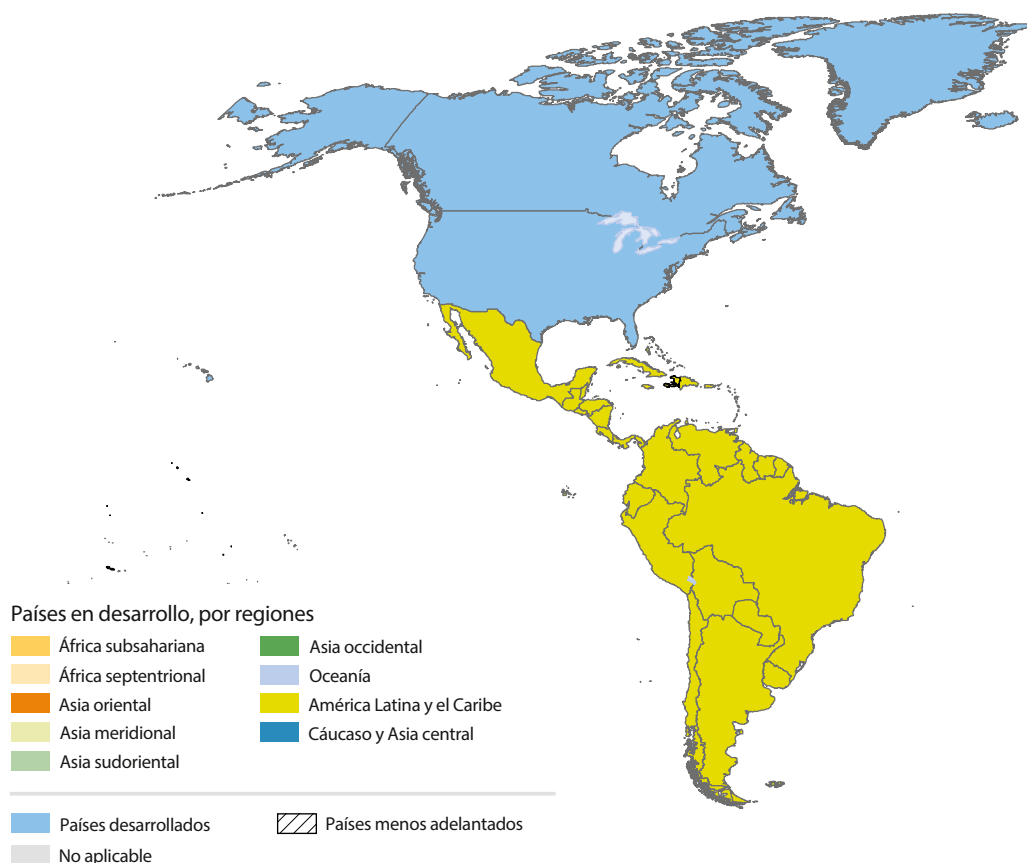 Países en desarrollo, por regiones
África subsahariana
África septentrional
Asia oriental
Asia meridional
Asia sudoriental
Asia occidental
Oceanía
América Latina y el Caribe
Cáucaso y Asia central
Países desarrollados
No aplicable
Países menos adelantados